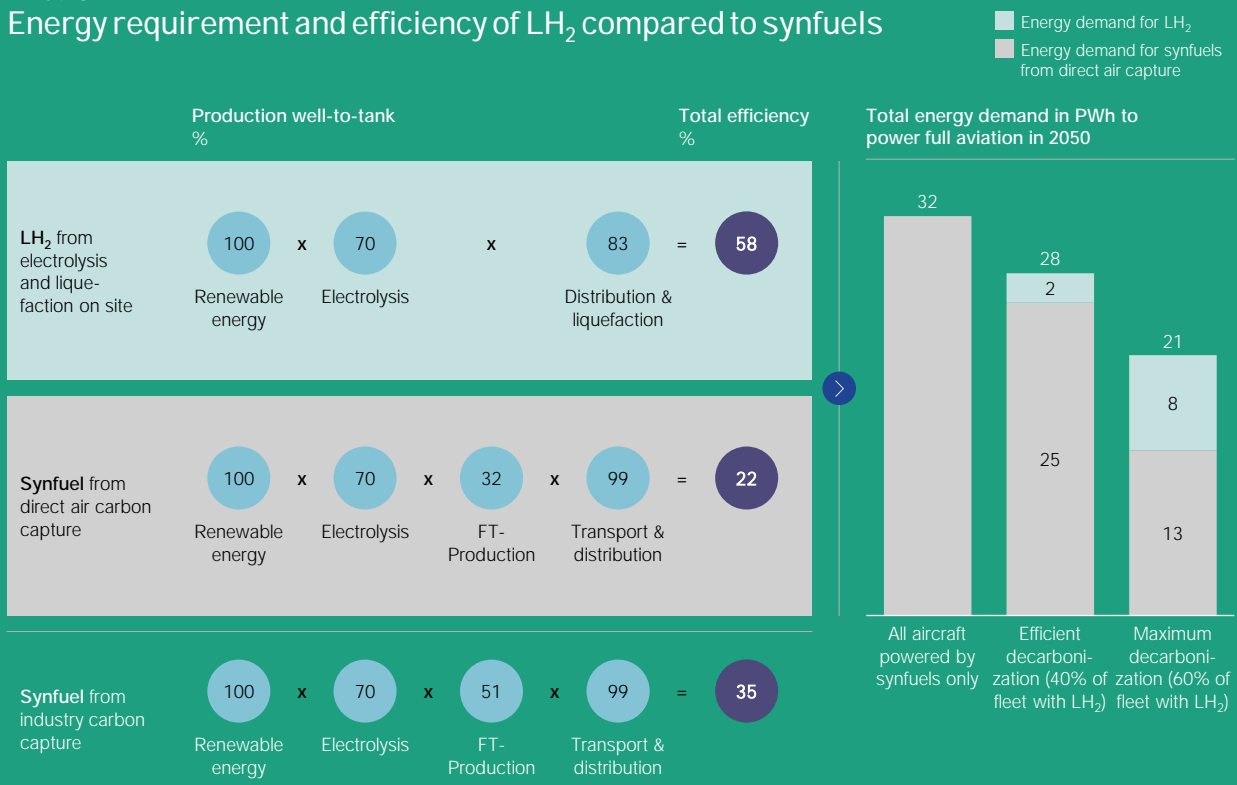 Energy requirement and efficiency of LH₂ compared to synfuels
Energy demand for LH₂
Energy demand for synfuels
from direct air capture
Production well-to-tank
%
Total efficiency
%
LH₂ from
electrolysis
and lique-
faction on site
100 x 70 x 83 = 58
Renewable
energy
Electrolysis
Distribution &
liquefaction
Synfuel from
direct air carbon
capture
100 x 70 x 32 x 99 = 22
Renewable
energy
Electrolysis
FT-
Production
Transport &
distribution
Synfuel from
industry carbon
capture
100 x 70 x 51 x 99 = 35
Renewable
energy
Electrolysis
FT-
Production
Transport &
distribution
Total energy demand in PWh to
power full aviation in 2050
32
28
2
25
21
8
13
All aircraft
powered by
synfuels only
Efficient
decarboni-
zation (40% of
fleet with LH₂)
Maximum
decarboni-
zation (60% of
fleet with LH₂)